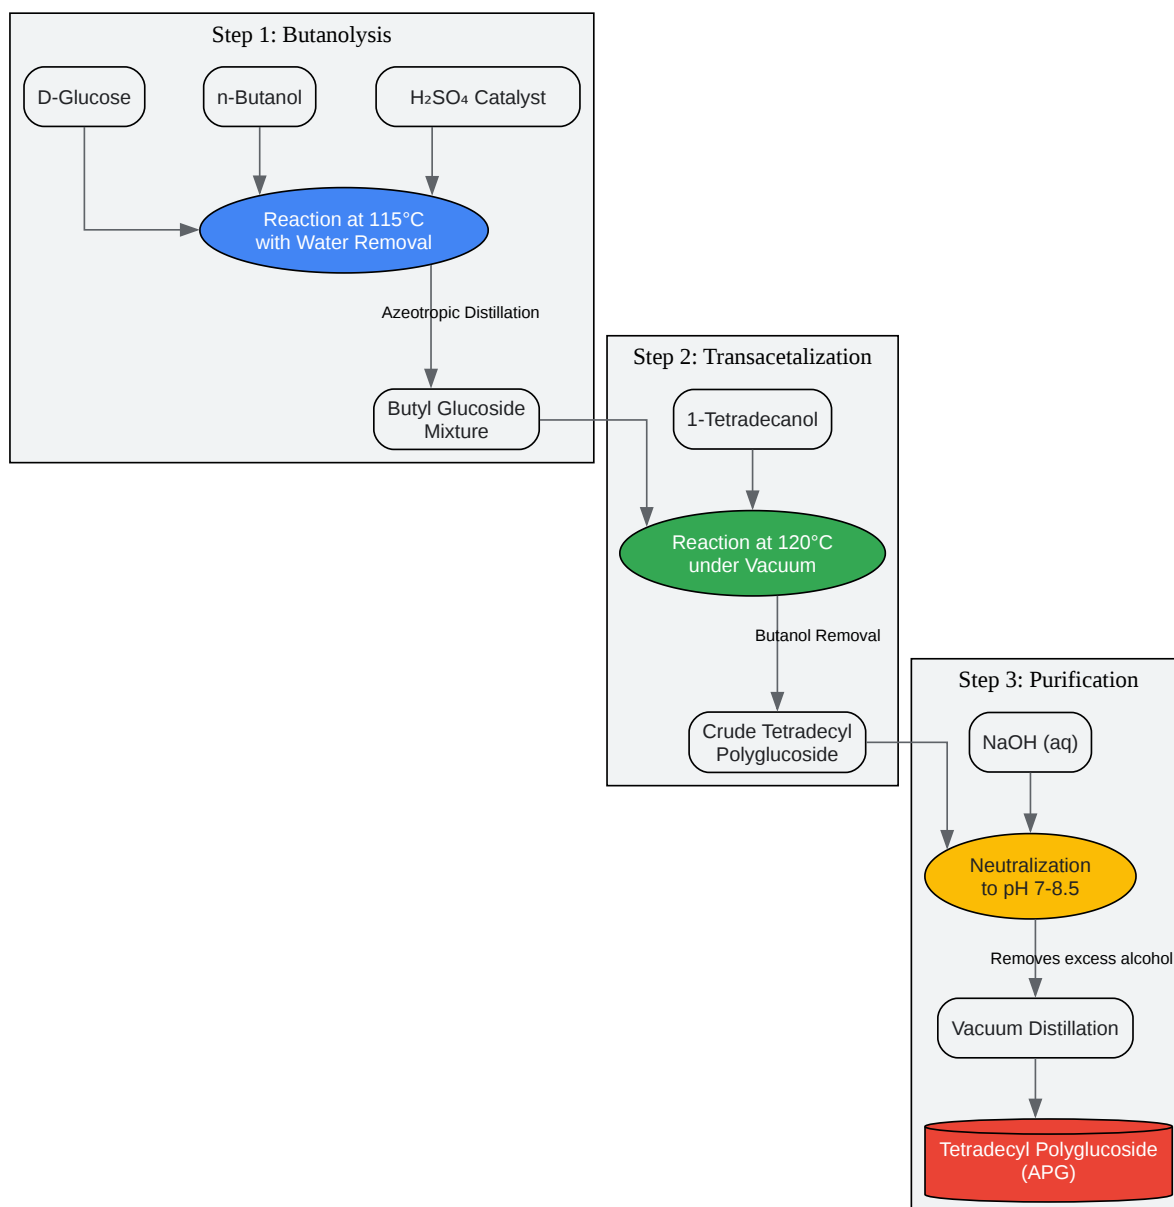 Step 1: Butanolysis
D-Glucose
n-Butanol
H₂SO₄ Catalyst
Reaction at 115°C
with Water Removal
Azeotropic Distillation
Butyl Glucoside
Mixture
Step 2: Transacetalization
1-Tetradecanol
Reaction at 120°C
under Vacuum
Butanol Removal
Crude Tetradecyl
Polyglucoside
Step 3: Purification
NaOH (aq)
Neutralization
to pH 7-8.5
Removes excess alcohol
Vacuum Distillation
Tetradecyl Polyglucoside
(APG)